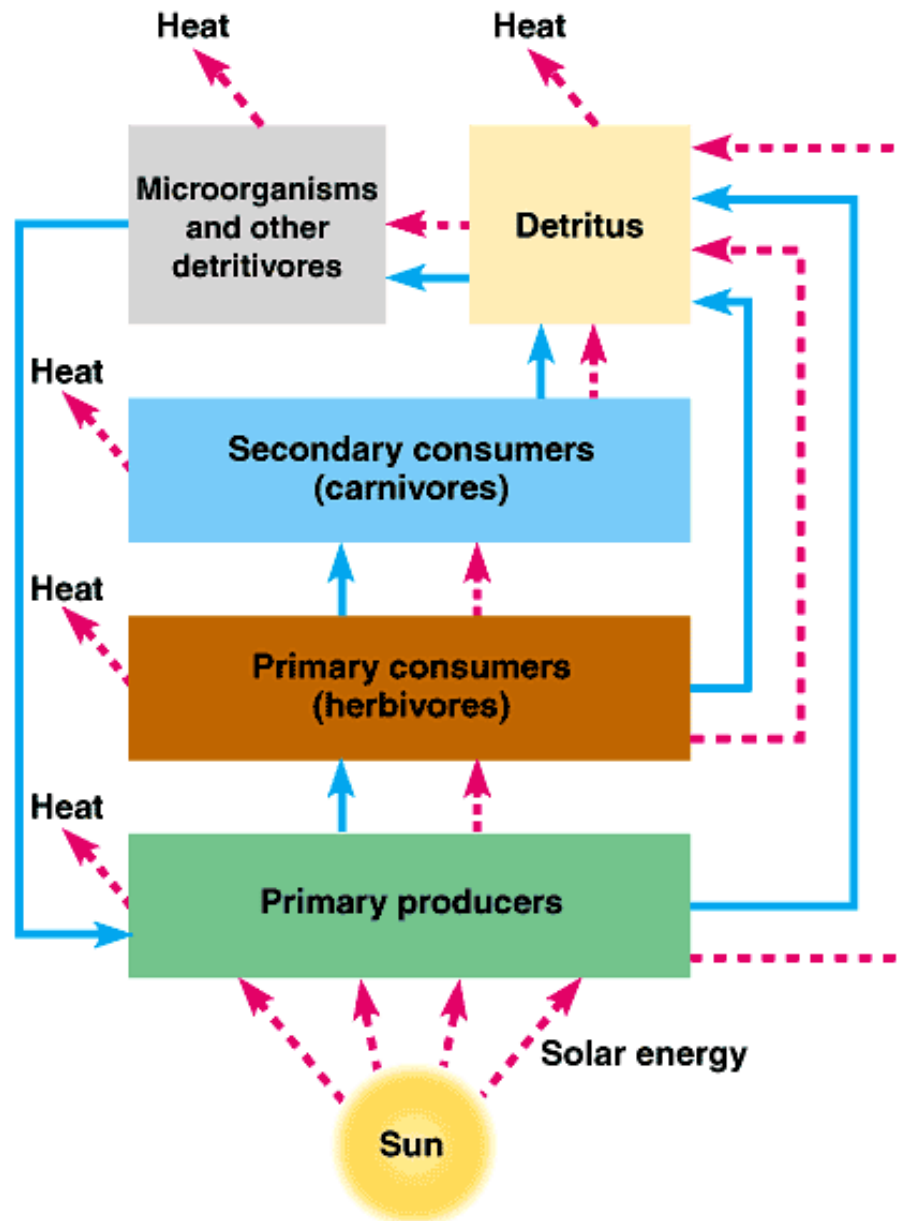 Heat
Heat
Microorganisms
and other
detritivores
Detritus
Heat
Secondary consumers
(carnivores)
Heat
Primary consumers
(herbivores)
Heat
Primary producers
Solar energy
Sun